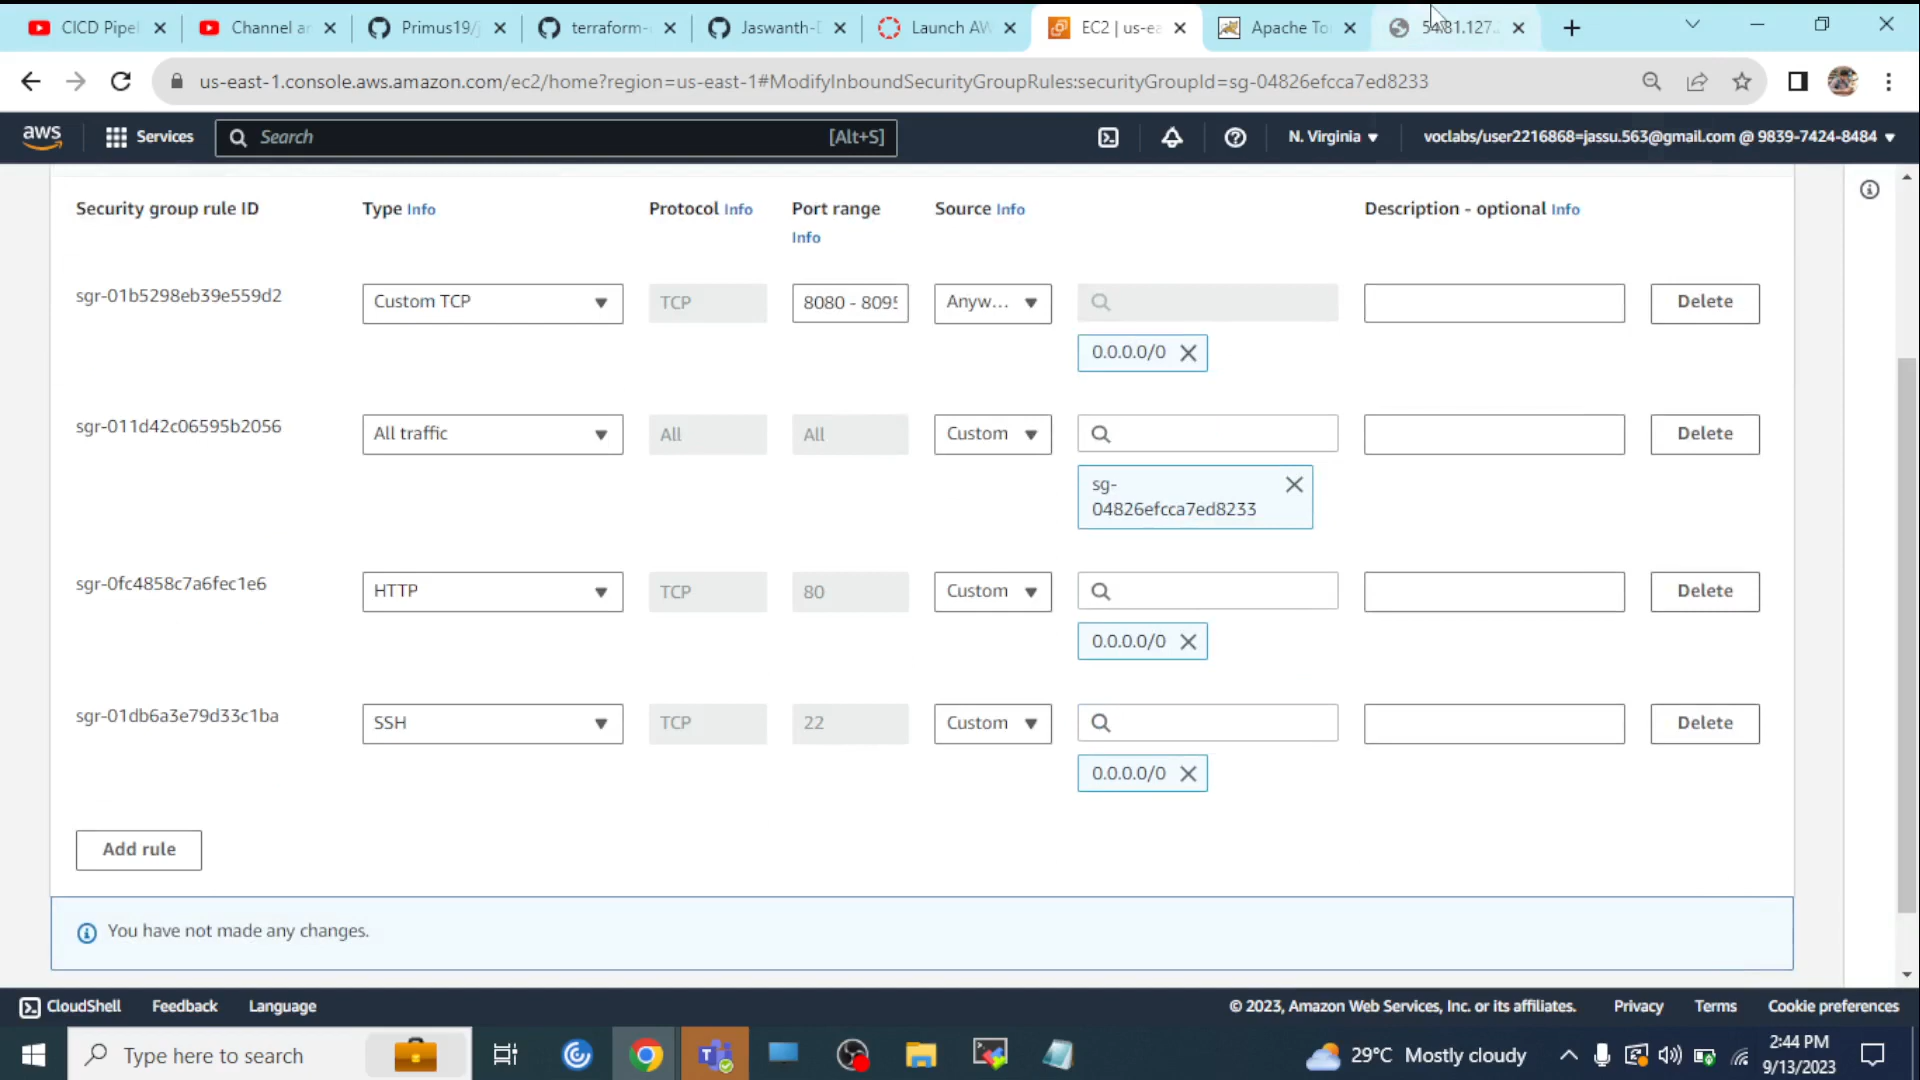 CICD Pipel
Channel an
Primus19/j
terraform-
Jaswanth-
Launch AW
EC2 | us-ea
Apache To
54.81.127.
us-east-1.console.aws.amazon.com/ec2/home?region=us-east-1#ModifyInboundSecurityGroupRules:securityGroupId=sg-04826efcca7ed8233
aws
Services
Search
[Alt+S]
N. Virginia
voclabs/user2216868=jassu.563@gmail.com @ 9839-7424-8484
Security group rule ID
Type Info
Protocol Info
Port range
Info
Source Info
Description - optional Info
sgr-01b5298eb39e559d2
Custom TCP
TCP
8080 - 8095
Anyw...
Delete
0.0.0.0/0
sgr-011d42c06595b2056
All traffic
All
All
Custom
Delete
sg-
04826efcca7ed8233
sgr-0fc4858c7a6fec1e6
HTTP
TCP
80
Custom
Delete
0.0.0.0/0
sgr-01db6a3e79d33c1ba
SSH
TCP
22
Custom
Delete
0.0.0.0/0
Add rule
You have not made any changes.
CloudShell
Feedback
Language
© 2023, Amazon Web Services, Inc. or its affiliates.
Privacy
Terms
Cookie preferences
Type here to search
29°C Mostly cloudy
2:44 PM
9/13/2023